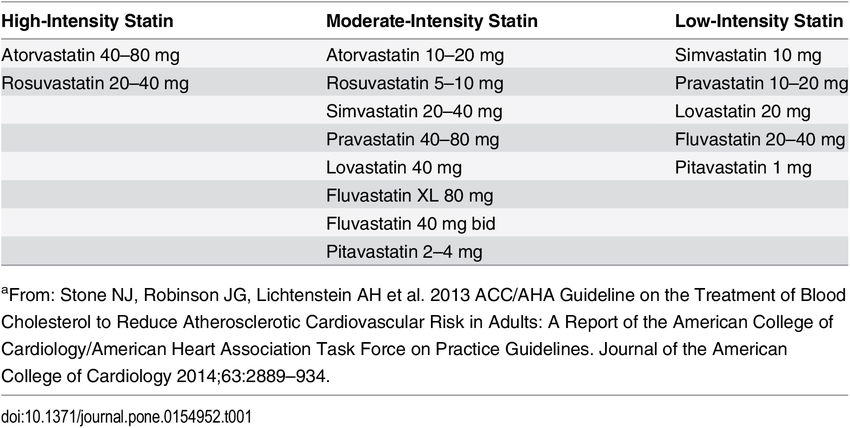 High-Intensity Statin Moderate-Intensity Statin Low-Intensity Statin
Atorvastatin 40–80 mg Atorvastatin 10–20 mg Simvastatin 10 mg
Rosuvastatin 20–40 mg Rosuvastatin 5–10 mg Pravastatin 10–20 mg
Simvastatin 20–40 mg Lovastatin 20 mg
Pravastatin 40–80 mg Fluvastatin 20–40 mg
Lovastatin 40 mg Pitavastatin 1 mg
Fluvastatin XL 80 mg
Fluvastatin 40 mg bid
Pitavastatin 2–4 mg
aFrom: Stone NJ, Robinson JG, Lichtenstein AH et al. 2013 ACC/AHA Guideline on the Treatment of Blood
Cholesterol to Reduce Atherosclerotic Cardiovascular Risk in Adults: A Report of the American College of
Cardiology/American Heart Association Task Force on Practice Guidelines. Journal of the American
College of Cardiology 2014;63:2889–934.
doi:10.1371/journal.pone.0154952.t001